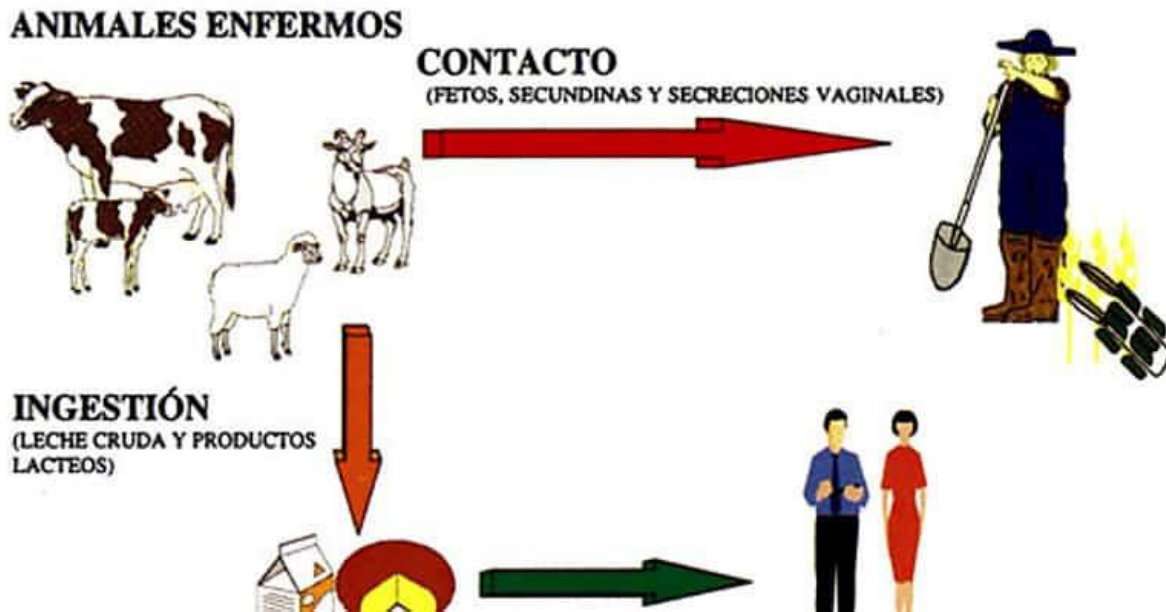 ANIMALES ENFERMOS
CONTACTO
(FETOS, SECUNDINAS Y SECRECIONES VAGINALES)
INGESTIÓN
(LECHE CRUDA Y PRODUCTOS
LACTEOS)